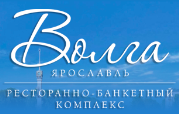 Волга
ЯРОСЛАВЛЬ
РЕСТОРАННО-БАНКЕТНЫЙ
КОМПЛЕКС